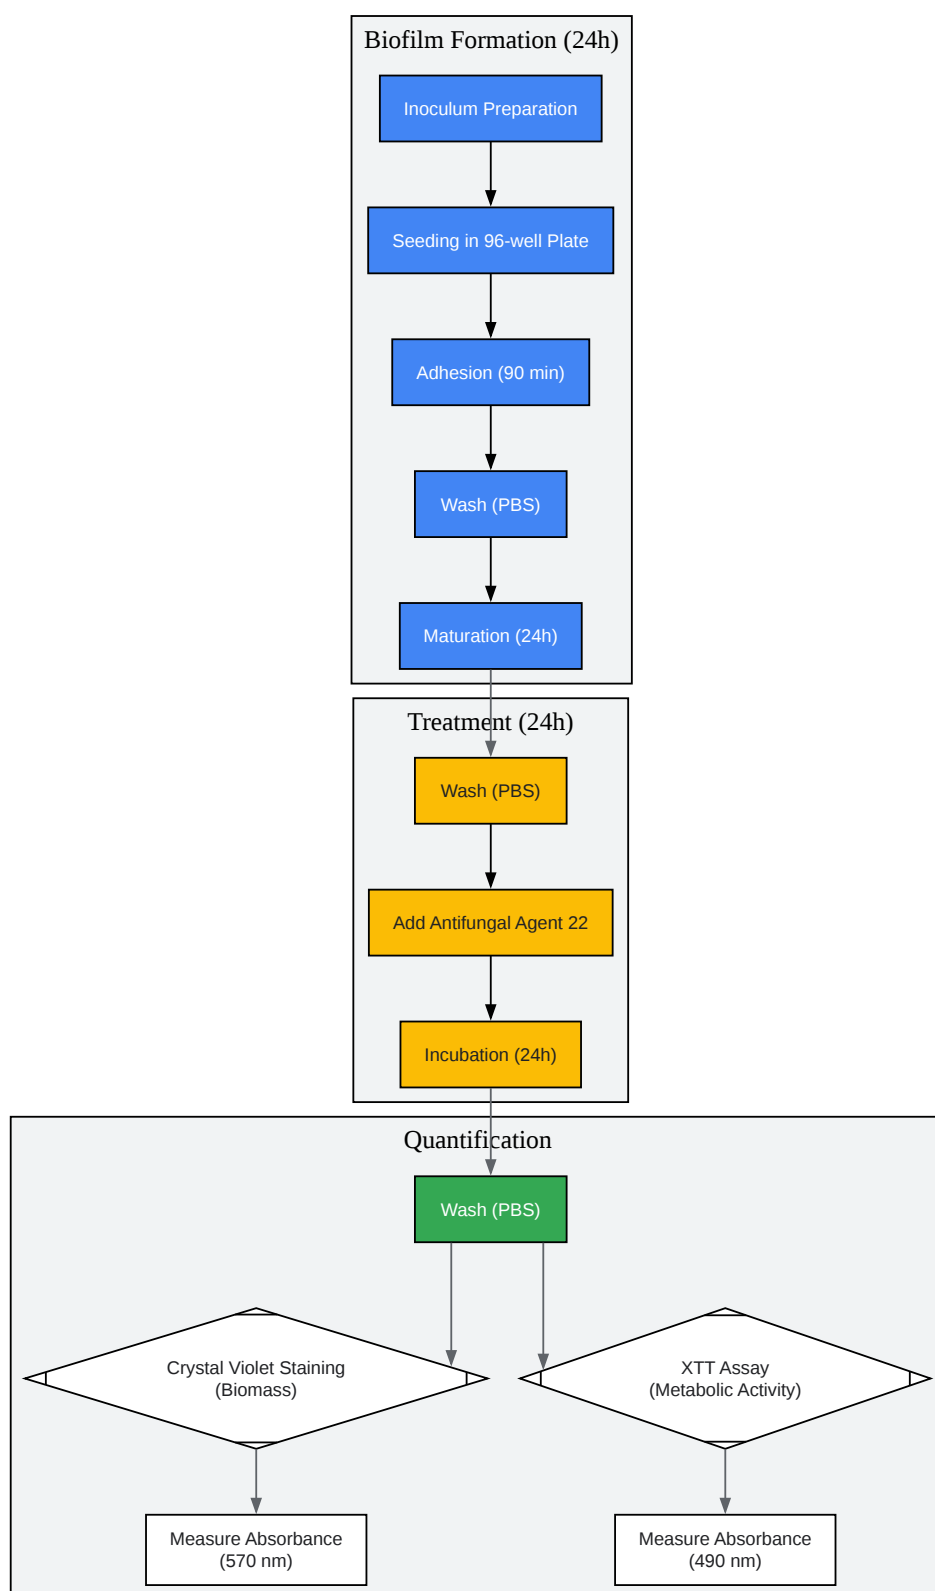 Biofilm Formation (24h)
Inoculum Preparation
Seeding in 96-well Plate
Adhesion (90 min)
Wash (PBS)
Maturation (24h)
Treatment (24h)
Wash (PBS)
Add Antifungal Agent 22
Incubation (24h)
Quantification
Wash (PBS)
Crystal Violet Staining
(Biomass)
XTT Assay
(Metabolic Activity)
Measure Absorbance
(570 nm)
Measure Absorbance
(490 nm)